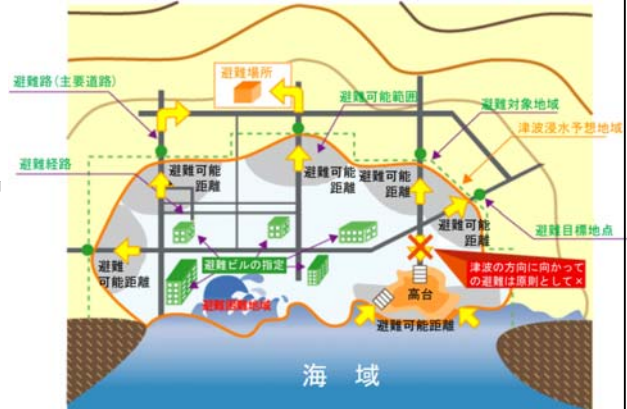 避難場所
避難路(主要道路)
避難可能範囲
避難対象地域
津波浸水予想地域
避難経路
避難可能
距離
避難可能
距離
避難可能
距離
避難可能
距離
避難目標地点
避難
可能距離
避難ビルの指定
津波の方向に向かって
の避難は原則として×
高台
避難困難地域
避難可能距離
海 域